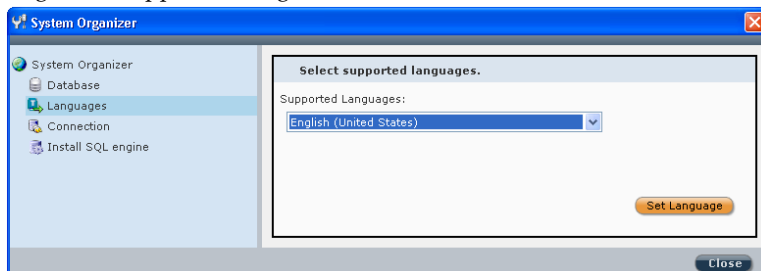 System Organizer
System Organizer
Database
Languages
Connection
Install SQL engine
Select supported languages.
Supported Languages:
English (United States)
Set Language
Close